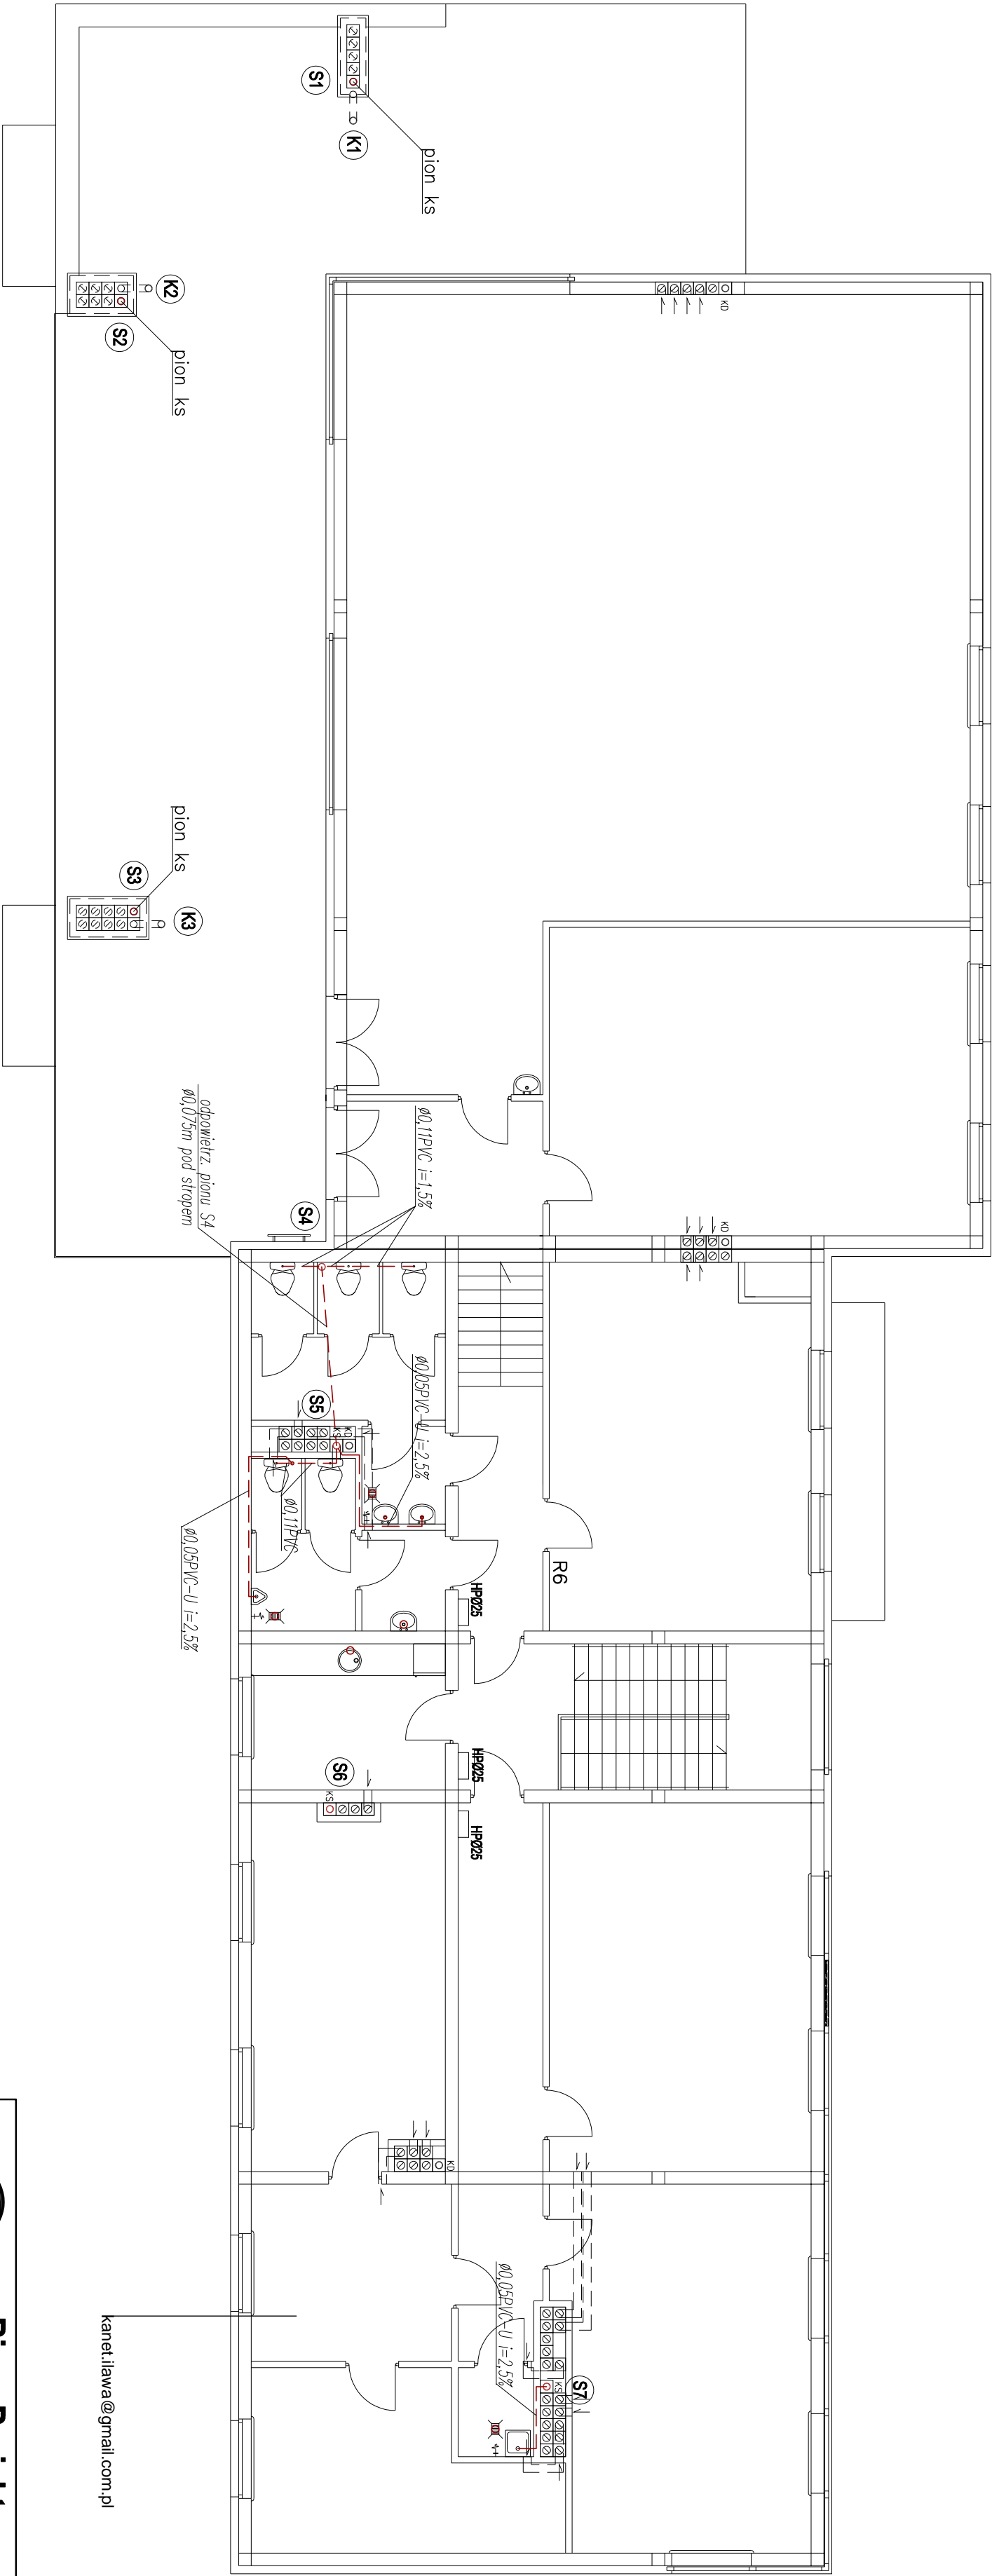 S1
K1
pion ks
K2
S2
pion ks
KD
pion ks
S3
K3
odpowietrz. pionu S4
ø0,075m pod stropem
ø0,11PVC i=1,5%
S4
KD
ø0,05PVC-U i=2,5%
S5
KS
KD
ø0,11PVC
ø0,05PVC-U i=2,5%
R6
HPØ25
HPØ25
HPØ25
S6
KS
KD
ø0,05PVC-U i=2,5%
KS
S7
kanet.ilawa@gmail.com.pl